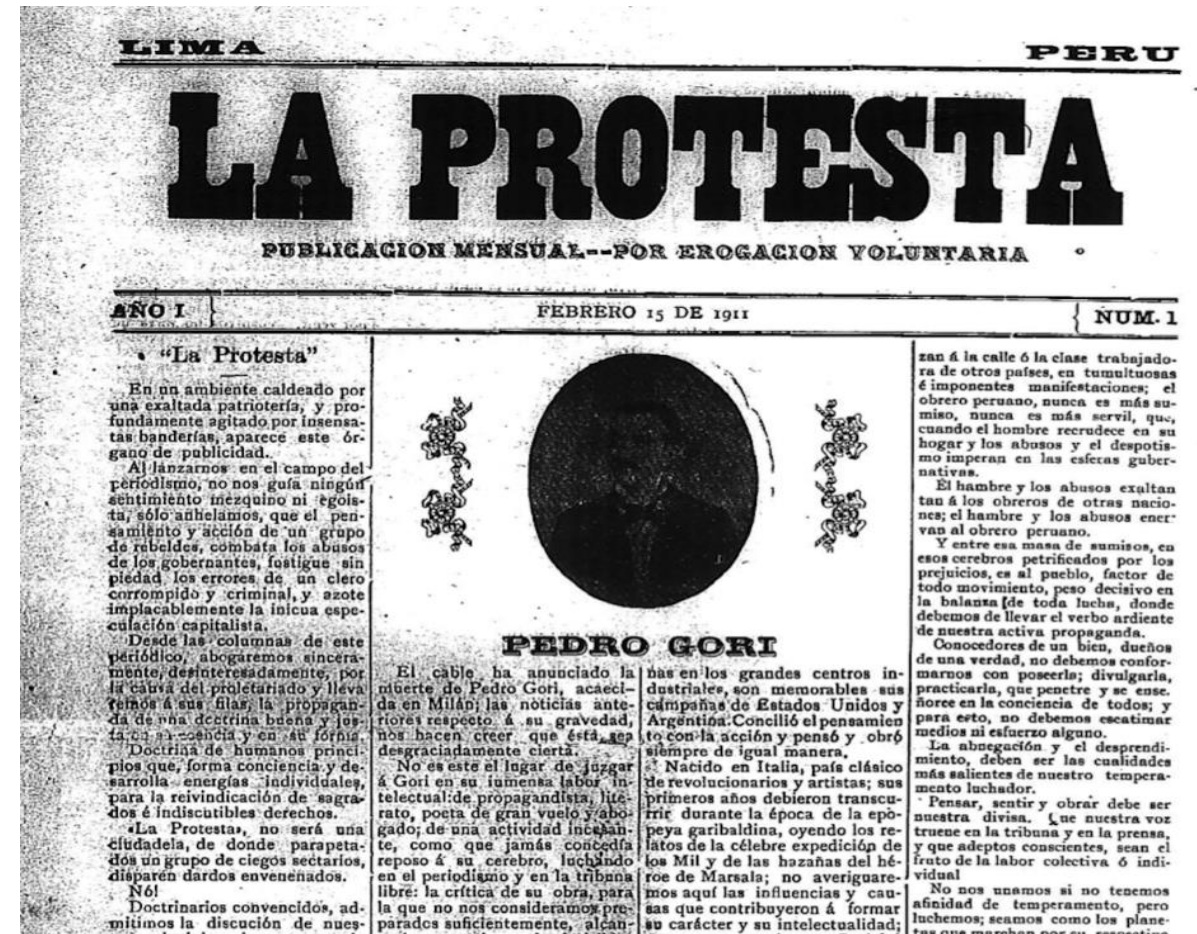 LIMA
PERU
LA PROTESTA
PUBLICACION MENSUAL--POR EROGACION VOLUNTARIA
AÑO I
FEBRERO 15 DE 1911
NUM. 1
"La Protesta"
En un ambiente caldeado por
una exaltada patriotería, y pro-
fundamente agitado por insensa-
tas banderías, aparece este ór-
gano de publicidad.
Al lanzarnos en el campo del
periodismo, no nos guía ningún
sentimiento mezquino ni egois-
ta, sólo anhelamos, que el pen-
samiento y acción de un grupo
de rebeldes, combata los abusos
de los gobernantes, fustigue sin
piedad los errores de un clero
corrompido y criminal, y azote
implacablemente la inicua espe-
culación capitalista.
Desde las columnas de este
periódico, abogaremos sincera-
mente, desinteresadamente, por
la causa del proletariado y lleva
remos á sus filas, la propagan-
da de una doctrina buena y jus-
ta en su esencia y en su forma.
Doctrina de humanos princi-
pios que, forma conciencia y de-
sarrolla energías individuales,
para la reivindicación de sagra-
dos é indiscutibles derechos.
«La Protesta», no será una
ciudadela, de donde parapeta-
dos un grupo de ciegos sectarios,
disparen dardos envenenados.
Nó!
Doctrinarios convencidos, ad-
mitimos la discución de nues-
PEDRO GORI
El cable ha anunciado la
muerte de Pedro Gori, acaeci-
da en Milán; las noticias ante-
riores respecto á su gravedad,
nos hacen creer que ésta sea
desgraciadamente cierta.
No es este el lugar de juzgar
á Gori en su inmensa labor in-
telectual: de propagandista, lite-
rato, poeta de gran vuelo y abo-
gado; de una actividad incesan-
te, como que jamás concedía
reposo á su cerebro, luchando
en el periodismo y en la tribuna
libre: la crítica de su obra, para
la que no nos consideramos pre-
parados suficientemente, alcan-
ñas en los grandes centros in-
dustriales, son memorables sus
campañas de Estados Unidos y
Argentina. Concilió el pensamien
to con la acción y pensó y obró
siempre de igual manera.
Nacido en Italia, país clásico
de revolucionarios y artistas; sus
primeros años debieron transcu-
rrir durante la época de la epo-
peya garibaldina, oyendo los re-
latos de la célebre expedición de
los Mil y de las hazañas del hé-
roe de Marsala; no averiguare-
mos aquí las influencias y cau-
sas que contribuyeron á formar
su carácter y su intelectualidad;
zan á la calle ó la clase trabajado-
ra de otros países, en tumultuosas
é imponentes manifestaciones; el
obrero peruano, nunca es más su-
miso, nunca es más servil, que,
cuando el hombre recrudece en su
hogar y los abusos y el despotis-
mo imperan en las esferas guber-
nativas.
El hambre y los abusos exaltan
tan á los obreros de otras nacio-
nes; el hambre y los abusos ener-
van al obrero peruano.
Y entre esa masa de sumisos, en
esos cerebros petrificados por los
prejuicios, es al pueblo, factor de
todo movimiento, peso decisivo en
la balansa de toda lucha, donde
debemos de llevar el verbo ardiente
de nuestra activa propaganda.
Conocedores de un bien, dueños
de una verdad, no debemos confor-
marnos con poseerla; divulgarla,
practicarla, que penetre y se ense.
ñoree en la conciencia de todos; y
para esto, no debemos escatimar
medios ni esfuerzo alguno.
La abnegación y el desprendi-
miento, deben ser las cualidades
más salientes de nuestro tempera-
mento luchador.
Pensar, sentir y obrar debe ser
nuestra divisa. Que nuestra voz
truene en la tribuna y en la prensa,
y que adeptos conscientes, sean el
fruto de la labor colectiva ó indi-
vidual
No nos unamos si no tenemos
afinidad de temperamento, pero
luchemos; seamos como los plane-
tas que marchan por su